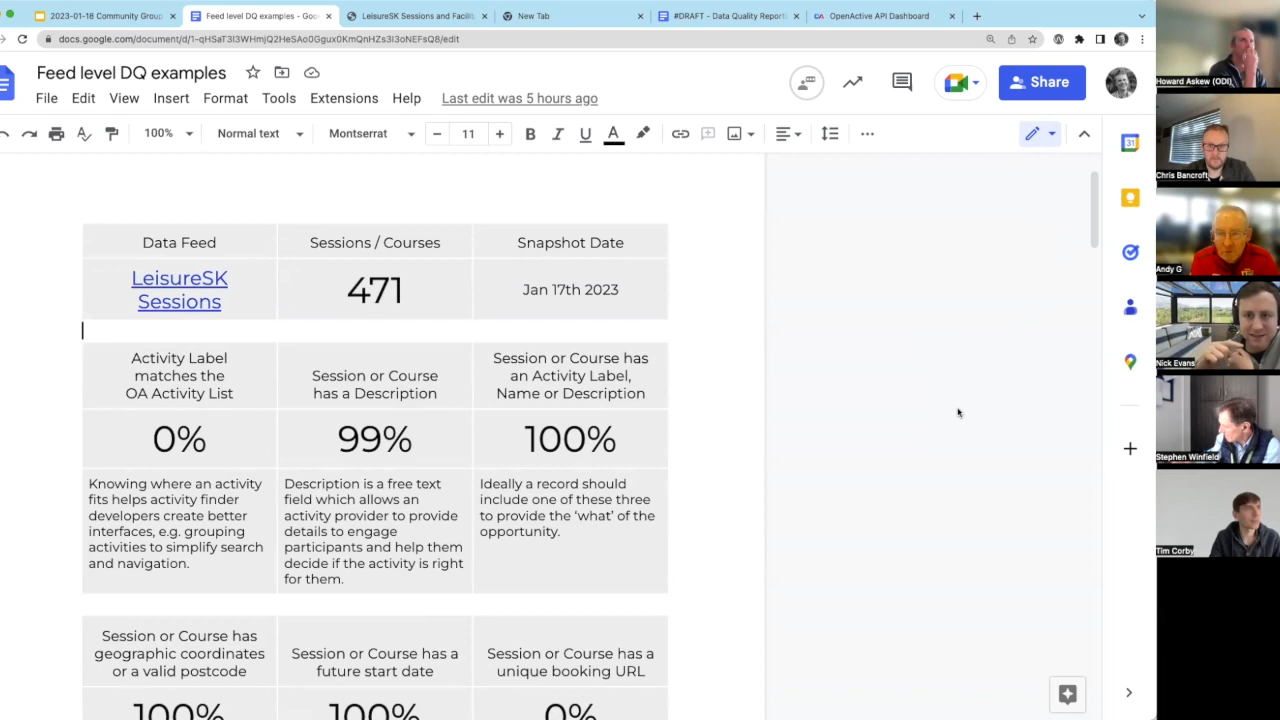 2023-01-18 Community Group
Feed level DQ examples - Goo
LeisureSK Sessions and Facilit
New Tab
#DRAFT - Data Quality Reporti
OpenActive API Dashboard
docs.google.com/document/d/1-qHSaT3I3WHmjQ2HeSAo0Ggux0KmQnHZs3I3oNEFsQ8/edit
Feed level DQ examples
File Edit View Insert Format Tools Extensions Help Last edit was 5 hours ago
Share
100% Normal text Montserrat 11
Data Feed
Sessions / Courses
Snapshot Date
LeisureSK
Sessions
471
Jan 17th 2023
Activity Label
matches the
OA Activity List
Session or Course
has a Description
Session or Course has
an Activity Label,
Name or Description
0%
99%
100%
Knowing where an activity
fits helps activity finder
developers create better
interfaces, e.g. grouping
activities to simplify search
and navigation.
Description is a free text
field which allows an
activity provider to provide
details to engage
participants and help them
decide if the activity is right
for them.
Ideally a record should
include one of these three
to provide the ‘what’ of the
opportunity.
Session or Course has
geographic coordinates
or a valid postcode
Session or Course has a
future start date
Session or Course has a
unique booking URL
100%
100%
0%
31
Howard Askew (ODI)
Chris Bancroft
Andy G
Nick Evans
Stephen Winfield
Tim Corby